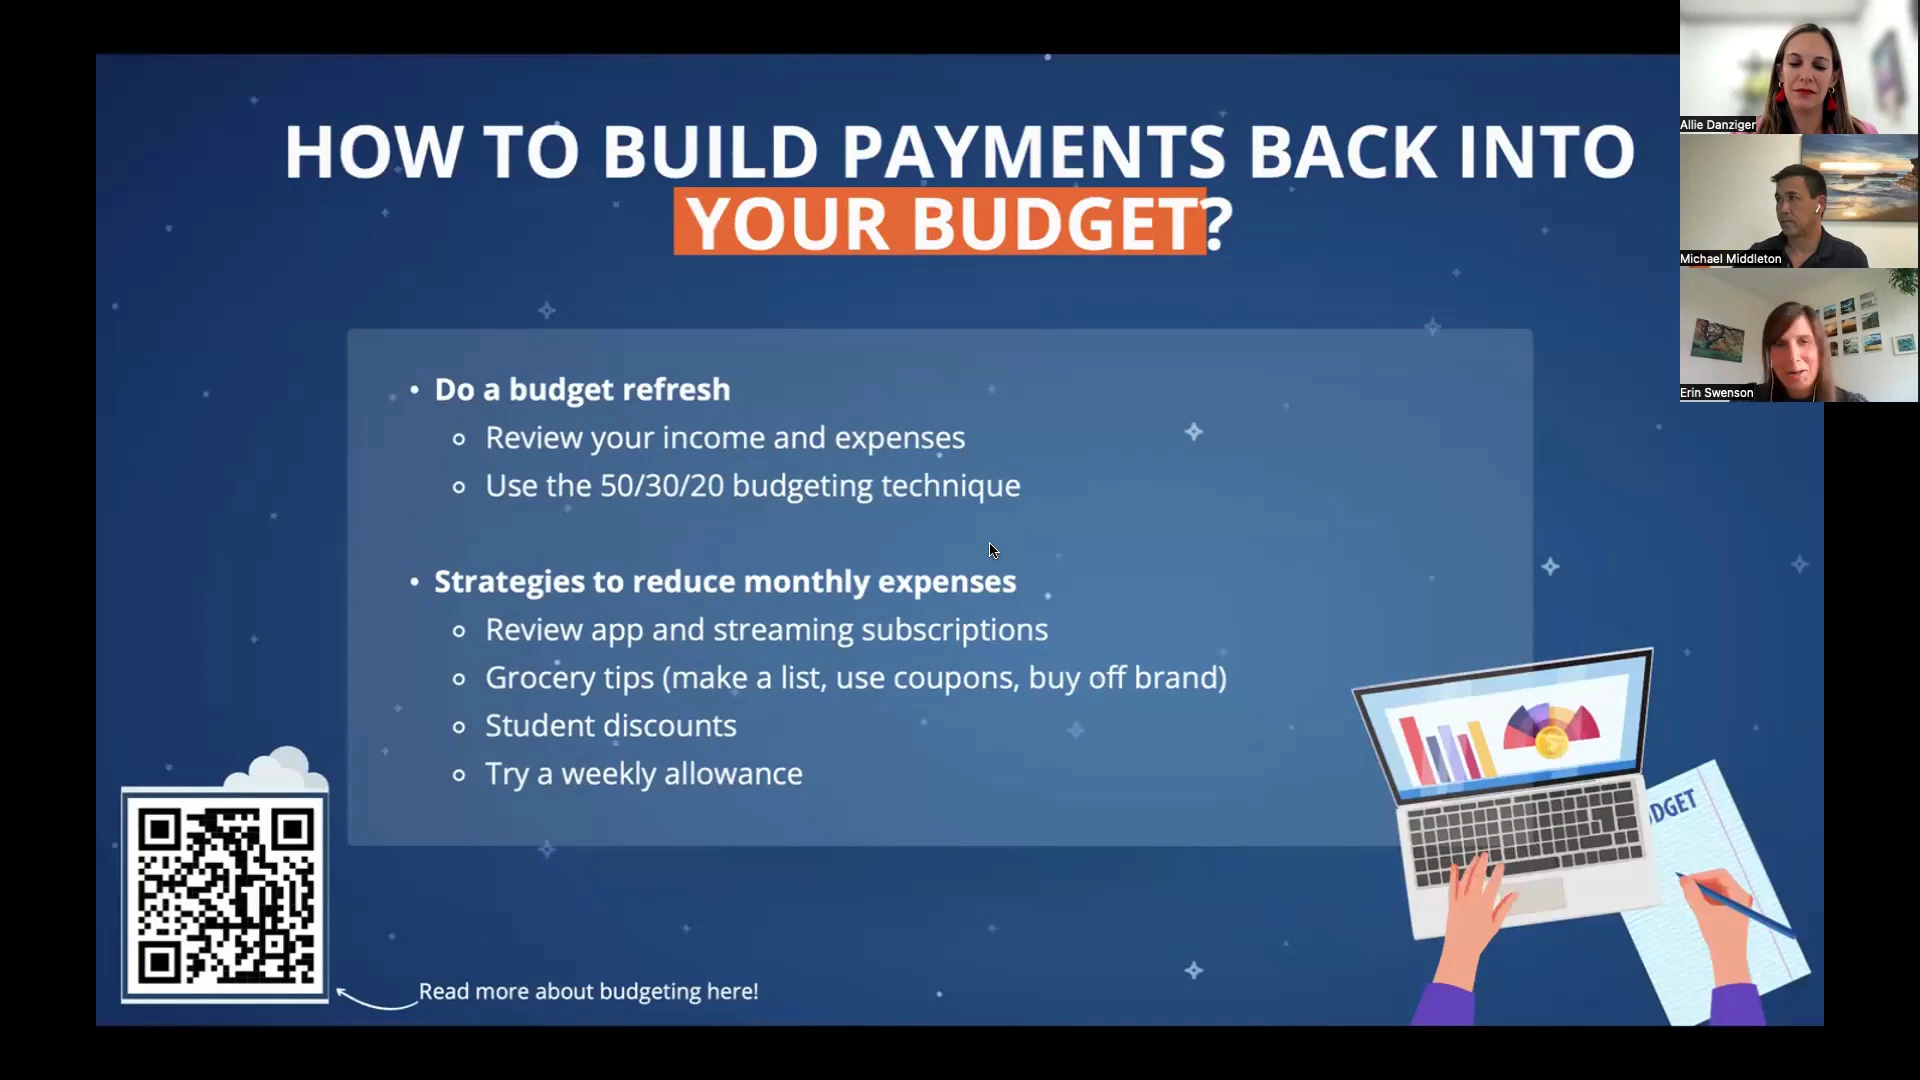 HOW TO BUILD PAYMENTS BACK INTO
YOUR BUDGET?
• Do a budget refresh
Review your income and expenses
Use the 50/30/20 budgeting technique
• Strategies to reduce monthly expenses
Review app and streaming subscriptions
Grocery tips (make a list, use coupons, buy off brand)
Student discounts
Try a weekly allowance
Read more about budgeting here!
Allie Danziger
Michael Middleton
Erin Swenson